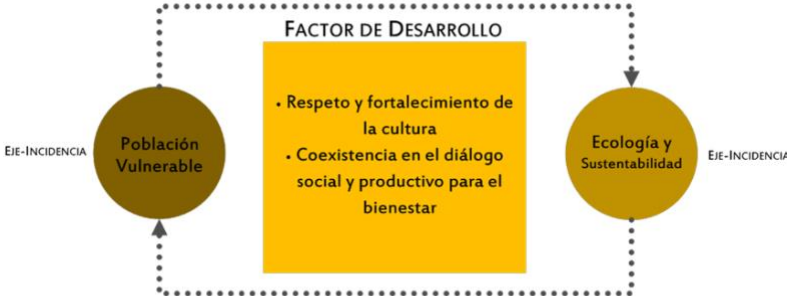 FACTOR DE DESARROLLO
• Respeto y fortalecimiento de
la cultura
• Coexistencia en el diálogo
social y productivo para el
bienestar
EJE-INCIDENCIA
Población
Vulnerable
Ecología y
Sustentabilidad
EJE-INCIDENCIA